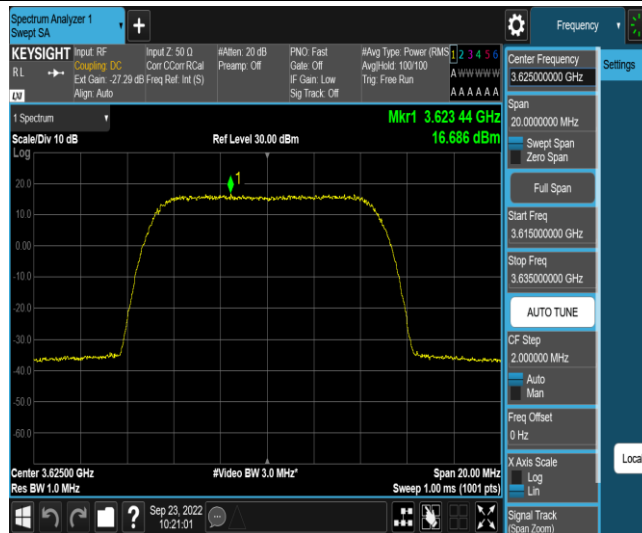 Spectrum Analyzer 1
Swept SA
+
Frequency
KEYSIGHT
RL
LXI
Input: RF
Coupling: DC
Ext Gain: -27.29 dB
Align: Auto
Input Z: 50 Ω
Corr CCorr RCal
Freq Ref: Int (S)
#Atten: 20 dB
Preamp: Off
PNO: Fast
Gate: Off
IF Gain: Low
Sig Track: Off
#Avg Type: Power (RMS
Avg|Hold: 100/100
Trig: Free Run
1 2 3 4 5 6
A W W W W W
A A A A A A
1 Spectrum
Scale/Div 10 dB
Log
Ref Level 30.00 dBm
Mkr1 3.623 44 GHz
16.686 dBm
1
20.0
10.0
0.00
-10.0
-20.0
-30.0
-40.0
-50.0
-60.0
Center 3.62500 GHz
Res BW 1.0 MHz
#Video BW 3.0 MHz*
Span 20.00 MHz
Sweep 1.00 ms (1001 pts)
?
Sep 23, 2022
10:21:01
Center Frequency
3.625000000 GHz
Span
20.0000000 MHz
Swept Span
Zero Span
Full Span
Start Freq
3.615000000 GHz
Stop Freq
3.635000000 GHz
AUTO TUNE
CF Step
2.000000 MHz
Auto
Man
Freq Offset
0 Hz
X Axis Scale
Log
Lin
Signal Track
(Span Zoom)
Settings
Local